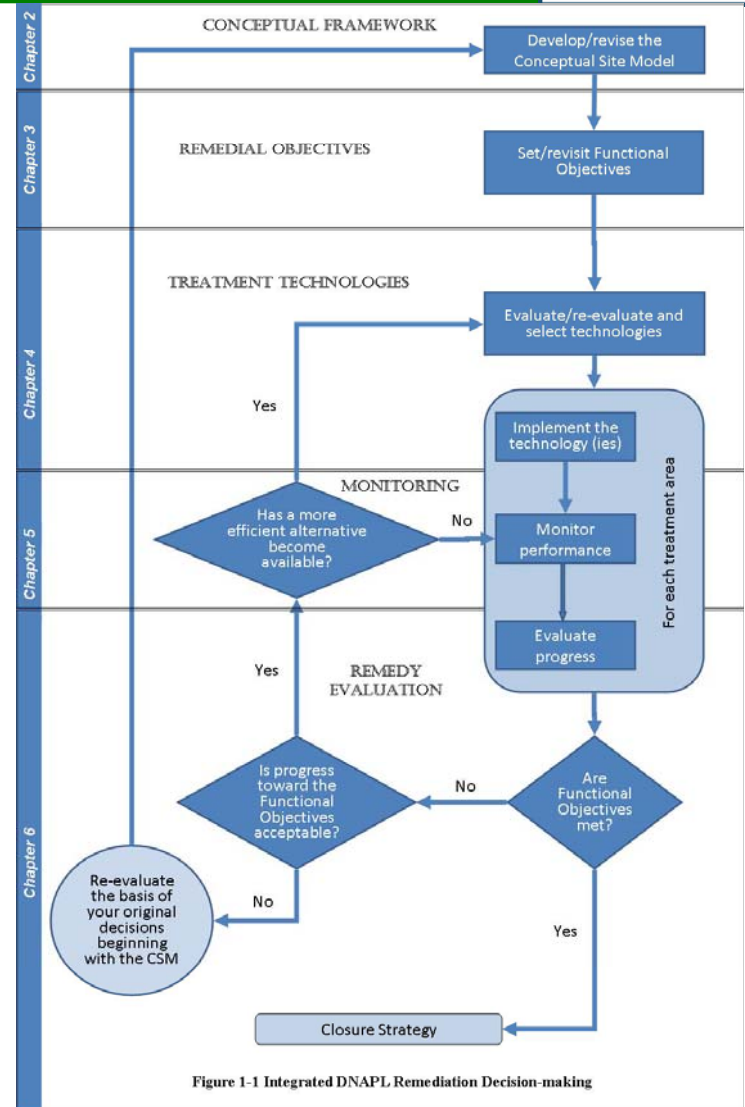 Chapter 2
CONCEPTUAL FRAMEWORK
Develop/revise the
Conceptual Site Model
Chapter 3
REMEDIAL OBJECTIVES
Set/revisit Functional
Objectives
Chapter 4
TREATMENT TECHNOLOGIES
Evaluate/re-evaluate and
select technologies
Yes
Implement the
technology (ies)
For each treatment area
Chapter 5
MONITORING
Has a more
efficient alternative
become
available?
No
Monitor
performance
Evaluate
progress
Chapter 6
Yes
REMEDY
EVALUATION
Is progress
toward the
Functional
Objectives
acceptable?
No
Are
Functional
Objectives
met?
Re-evaluate
the basis of
your original
decisions
beginning
with the CSM
No
Yes
Closure Strategy
Figure 1-1 Integrated DNAPL Remediation Decision-making